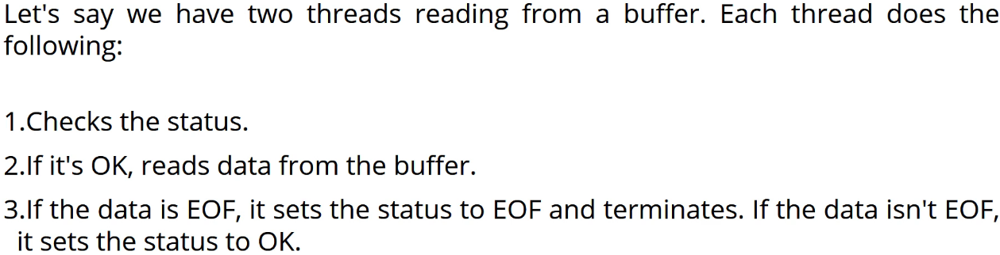 Let's say we have two threads reading from a buffer. Each thread does the
following:
1.Checks the status.
2.If it's OK, reads data from the buffer.
3.If the data is EOF, it sets the status to EOF and terminates. If the data isn't EOF,
it sets the status to OK.